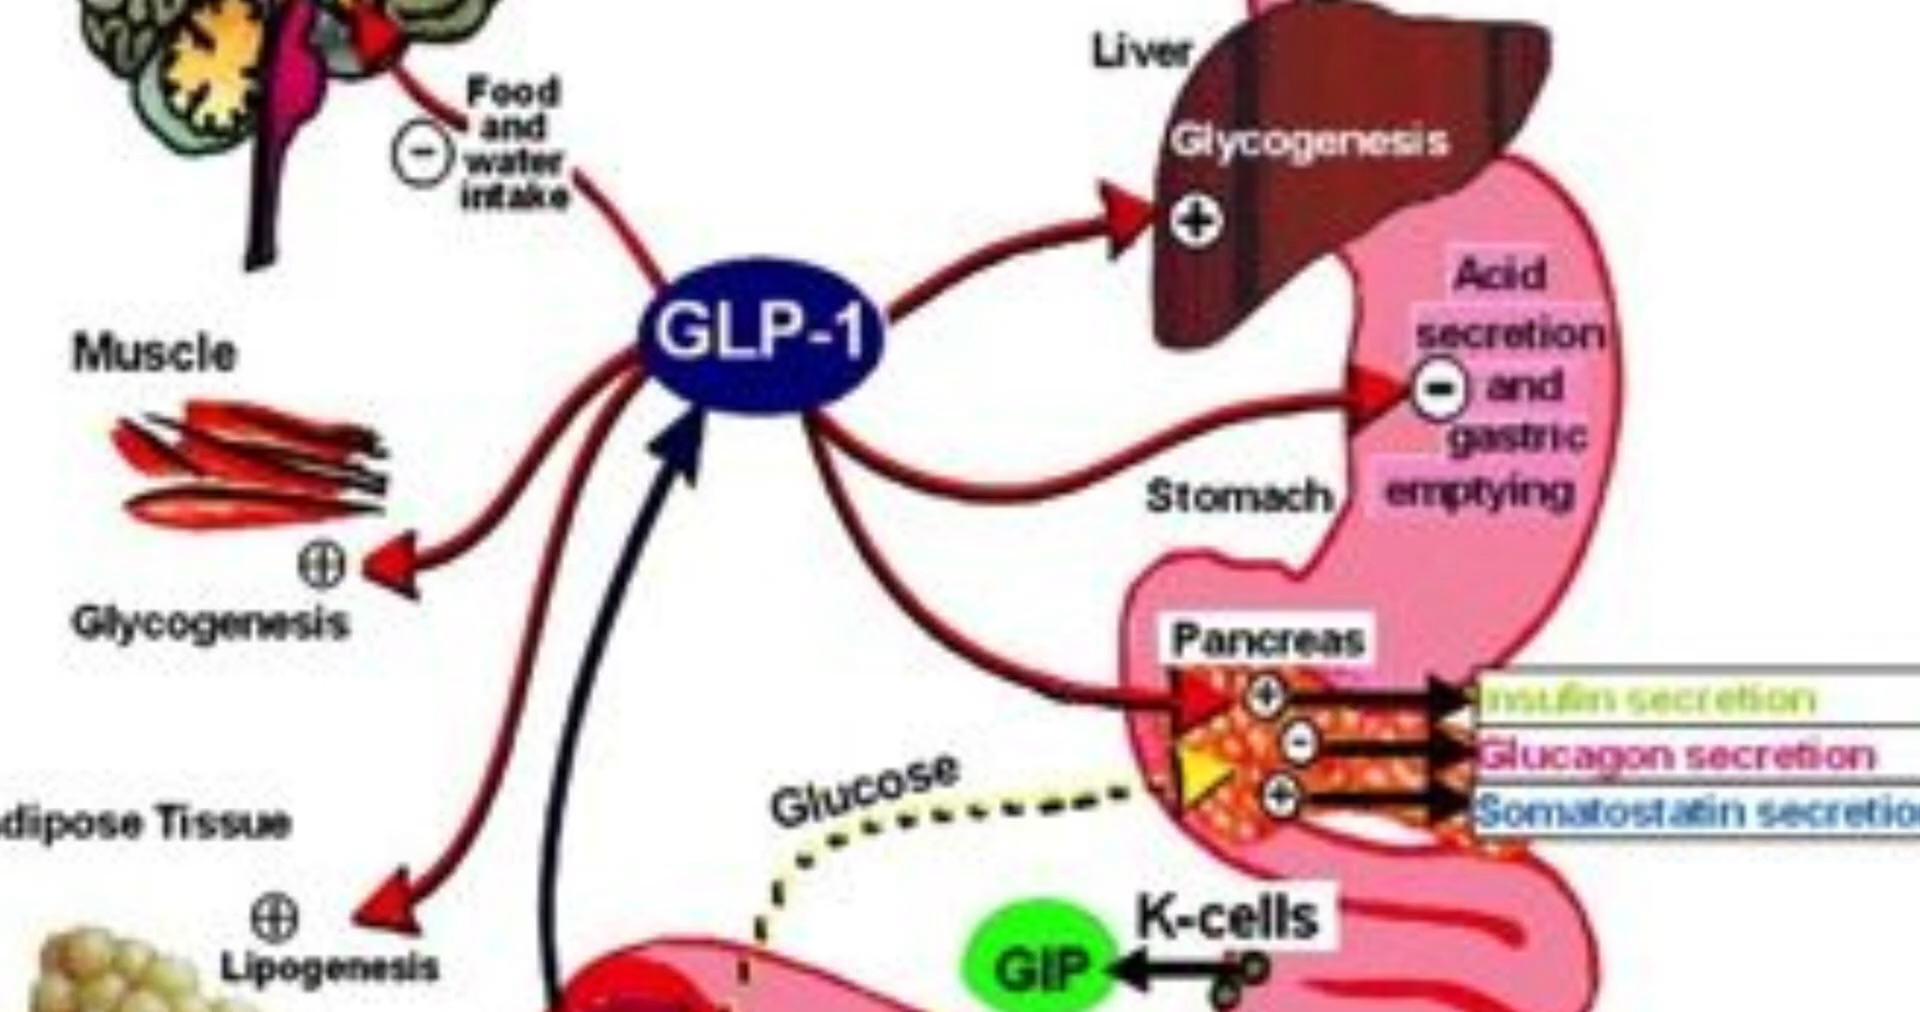 Liver
Food
and
water
intake
Glycogenesis
GLP-1
Muscle
Acid
secretion
and
gastric
emptying
Stomach
Glycogenesis
Pancreas
Insulin secretion
Glucagon secretion
Somatostatin secretio
Glucose
dipose Tissue
K-cells
GIP
Lipogenesis